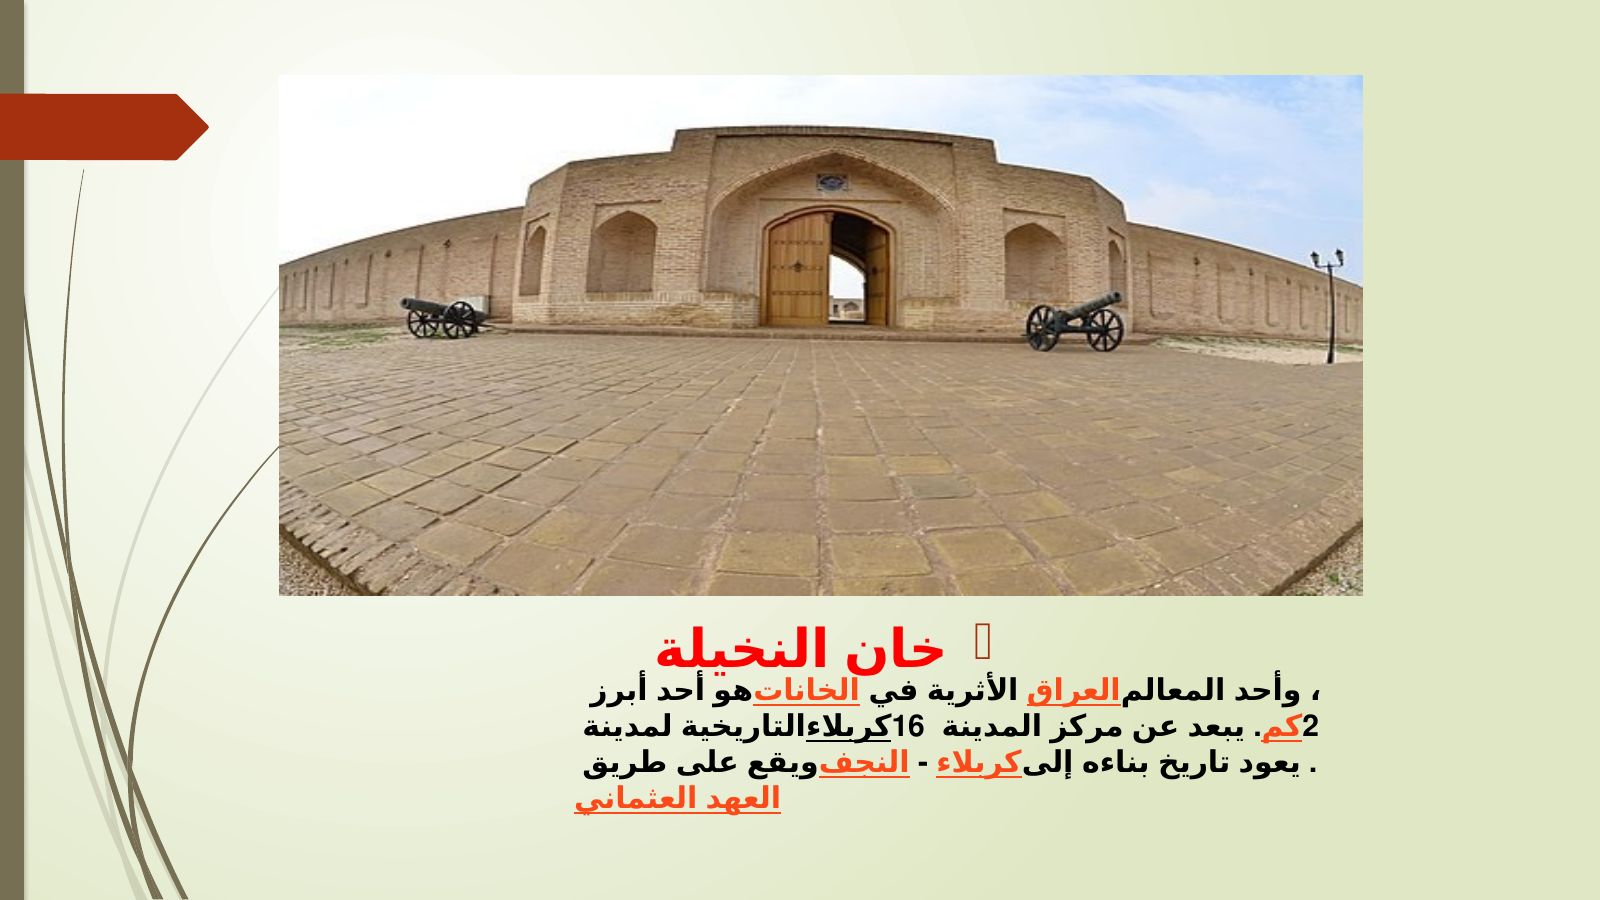 خان النخيلة
هو أحد أبرز الخانات الأثرية في العراق، وأحد المعالم
التاريخية لمدينة كربلاء. يبعد عن مركز المدينة 16 كم2
ويقع على طريق النجف - كربلاء. يعود تاريخ بناءه إلى
العهد العثماني